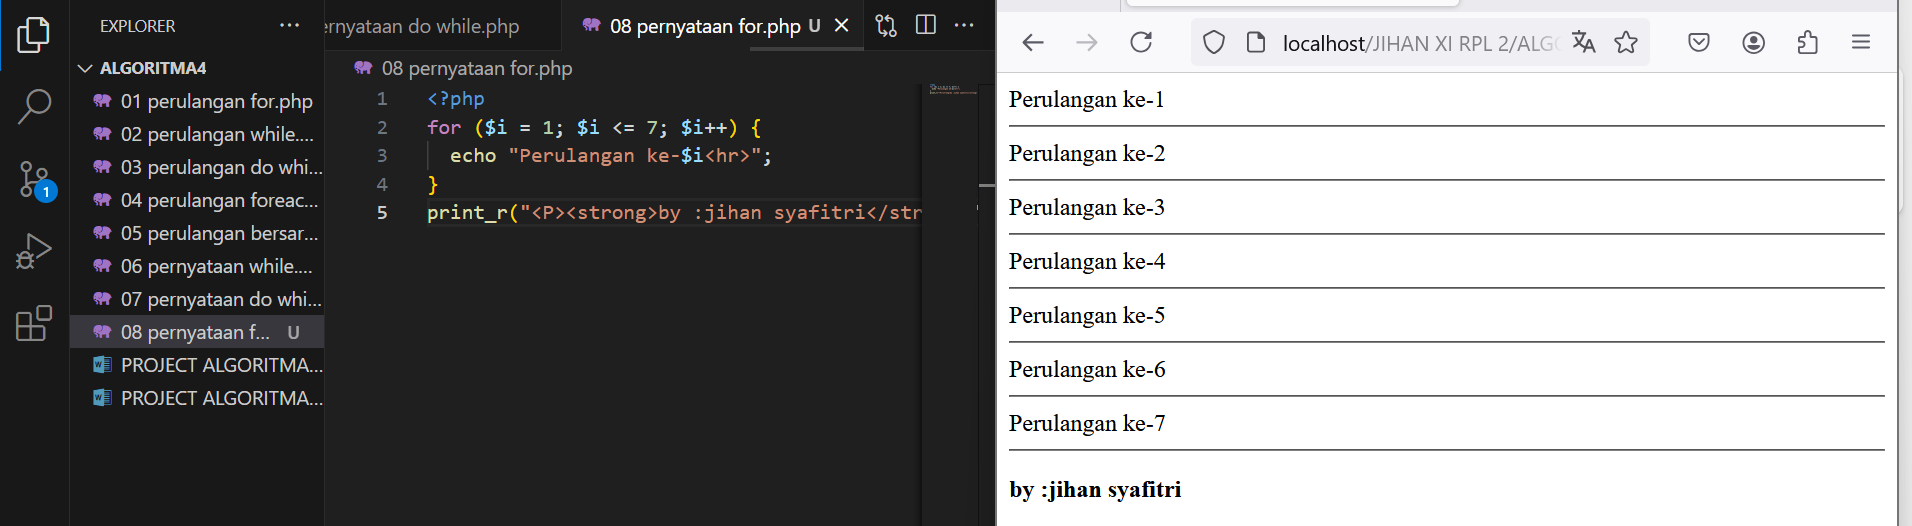 EXPLORER
ALGORITMA4
01 perulangan for.php
02 perulangan while....
03 perulangan do whi...
04 perulangan foreac...
05 perulangan bersar...
06 pernyataan while....
07 pernyataan do whi...
08 pernyataan f... U
PROJECT ALGORITMA...
PROJECT ALGORITMA...
1
ernyataan do while.php
08 pernyataan for.php U
08 pernyataan for.php
1 <?php
2 for ($i = 1; $i <= 7; $i++) {
3 echo "Perulangan ke-$i<hr>";
4 }
5 print_r("<P><strong>by :jihan syafitri</str
localhost/JIHAN XI RPL 2/ALGO
Perulangan ke-1
Perulangan ke-2
Perulangan ke-3
Perulangan ke-4
Perulangan ke-5
Perulangan ke-6
Perulangan ke-7
by :jihan syafitri